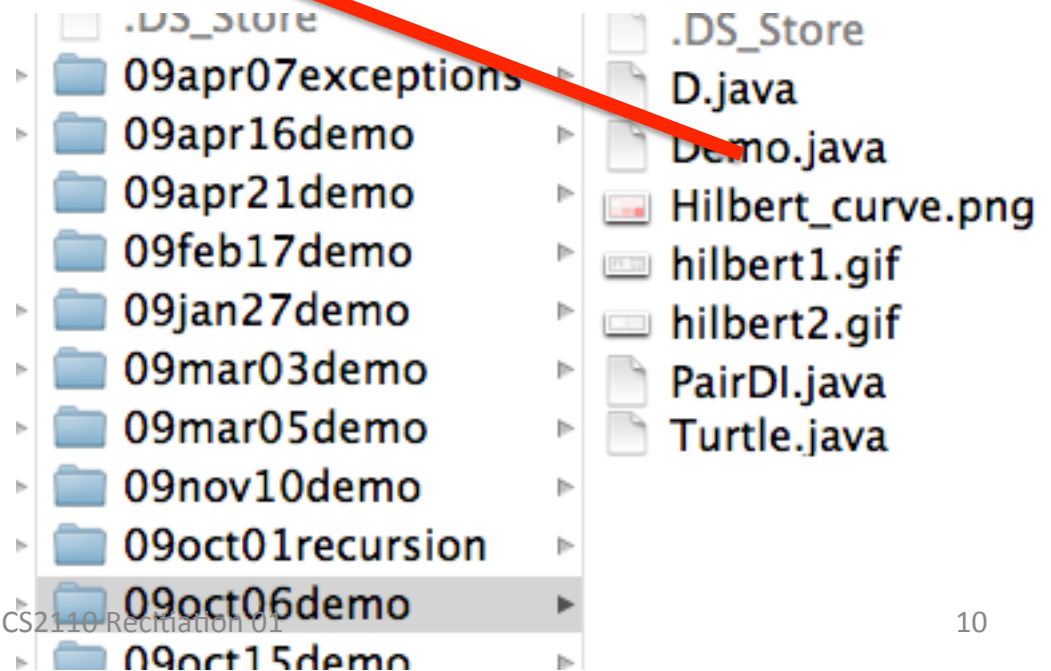 .DS_Store
09apr07exceptions
09apr16demo
09apr21demo
09feb17demo
09jan27demo
09mar03demo
09mar05demo
09nov10demo
09oct01recursion
09oct06demo
09oct15demo
.DS_Store
D.java
Demo.java
Hilbert_curve.png
hilbert1.gif
hilbert2.gif
PairDI.java
Turtle.java
CS2110 Recitiation 01
10